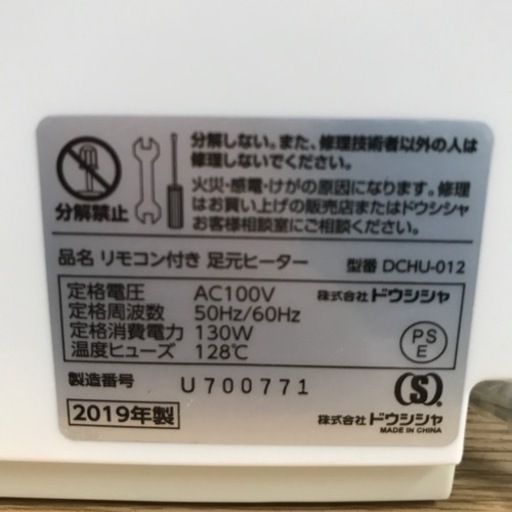 分解禁止
分解しない。また、修理技術者以外の人は
修理しないでください。
火災・感電・けがの原因になります。修理
はお買い上げの販売店またはドウシシャ
お客様相談室にご相談ください。
品名 リモコン付き 足元ヒーター 型番 DCHU-012
定格電圧 AC100V 株式会社 ドウシシャ
定格周波数 50Hz/60Hz
定格消費電力 130W
温度ヒューズ 128℃
PS
E
製造番号 U700771
(S).
2019年製
株式会社 ドウシシャ
MADE IN CHINA